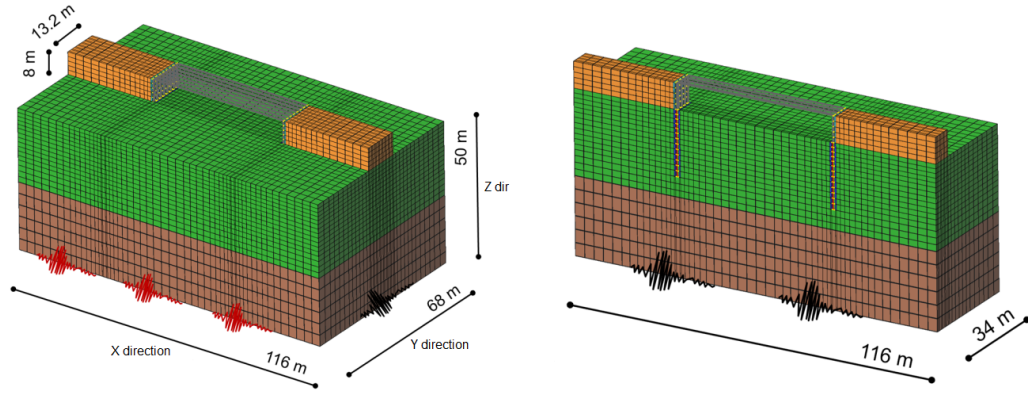 13.2 m
8 m
50 m
Z dir
68 m
Y direction
X direction
116 m
34 m
116 m